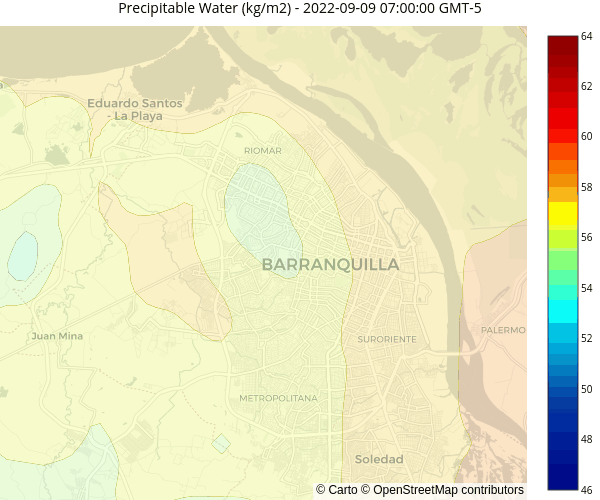 Precipitable Water (kg/m2) - 2022-09-09 07:00:00 GMT-5
Eduardo Santos
- La Playa
RIOMAR
BARRANQUILLA
Juan Mina
SURORIENTE
PALERMO
METROPOLITANA
Soledad
© Carto © OpenStreetMap contributors
64
62
60
58
56
54
52
50
48
46